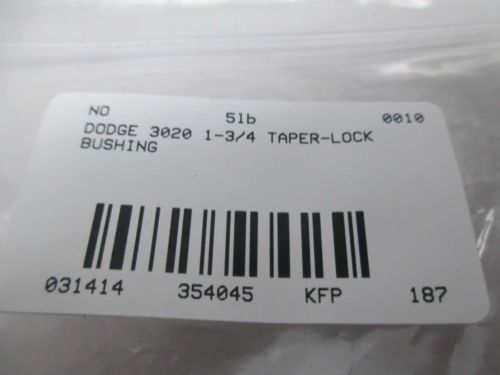 NO 5lb 0010
DODGE 3020 1-3/4 TAPER-LOCK
BUSHING
031414 354045 KFP 187